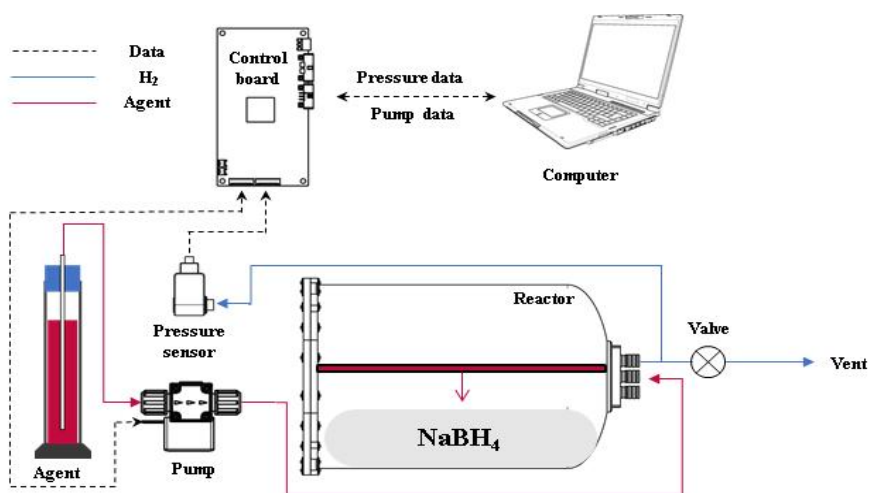 Data
H₂
Agent
Control
board
Pressure data
Pump data
Computer
Pressure
sensor
Reactor
Valve
Vent
NaBH₄
Agent
Pump